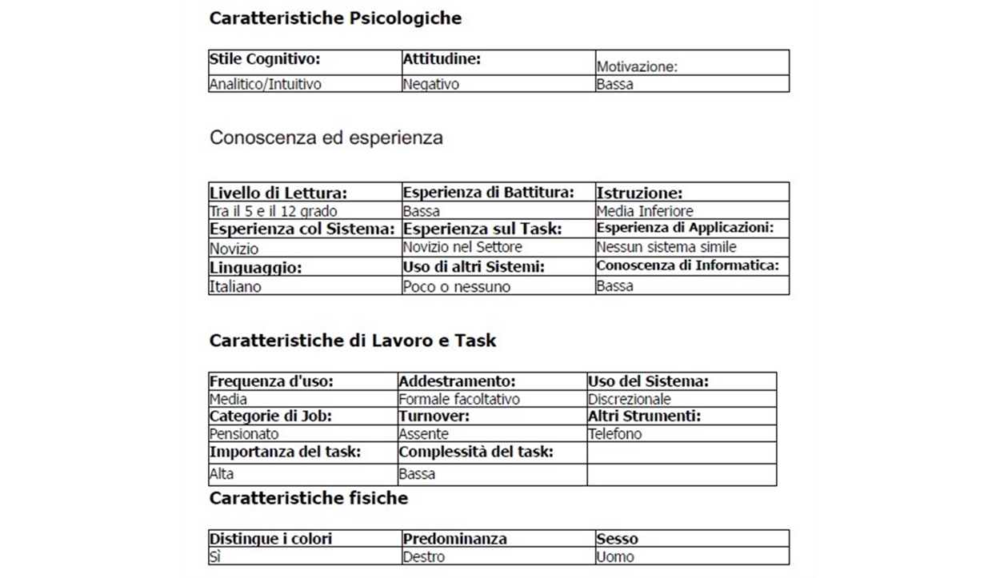 Caratteristiche Psicologiche
Stile Cognitivo: Attitudine: Motivazione:
Analitico/Intuitivo Negativo Bassa
Conoscenza ed esperienza
Livello di Lettura: Esperienza di Battitura: Istruzione:
Tra il 5 e il 12 grado Bassa Media Inferiore
Esperienza col Sistema: Esperienza sul Task: Esperienza di Applicazioni:
Novizio Novizio nel Settore Nessun sistema simile
Linguaggio: Uso di altri Sistemi: Conoscenza di Informatica:
Italiano Poco o nessuno Bassa
Caratteristiche di Lavoro e Task
Frequenza d'uso: Addestramento: Uso del Sistema:
Media Formale facoltativo Discrezionale
Categorie di Job: Turnover: Altri Strumenti:
Pensionato Assente Telefono
Importanza del task: Complessità del task:
Alta Bassa
Caratteristiche fisiche
Distingue i colori Predominanza Sesso
Sì Destro Uomo